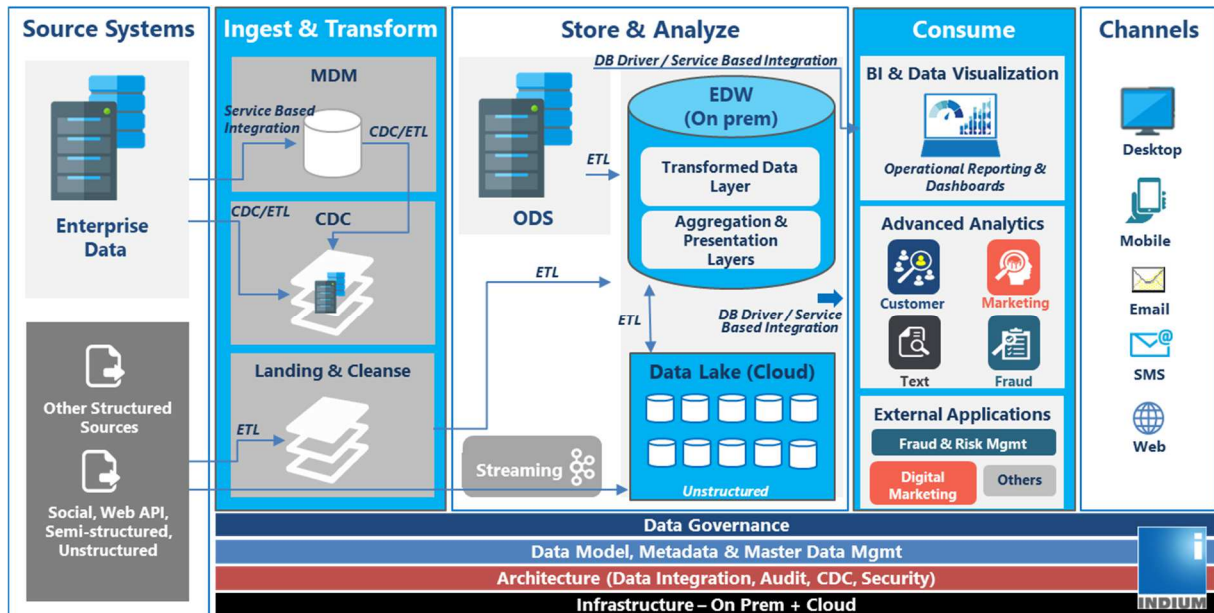 Source Systems
Enterprise
Data
Other Structured
Sources
Social, Web API,
Semi-structured,
Unstructured
Ingest & Transform
MDM
Service Based
Integration
CDC/ETL
CDC/ETL
CDC
Landing & Cleanse
ETL
Store & Analyze
DB Driver / Service Based Integration
ODS
ETL
EDW
(On prem)
Transformed Data
Layer
Aggregation &
Presentation
Layers
ETL
ETL
DB Driver / Service
Based Integration
Data Lake (Cloud)
Unstructured
Streaming
Consume
BI & Data Visualization
Operational Reporting &
Dashboards
Advanced Analytics
Customer
Marketing
Text
Fraud
External Applications
Fraud & Risk Mgmt
Digital
Marketing
Others
Channels
Desktop
Mobile
Email
SMS
Web
Data Governance
Data Model, Metadata & Master Data Mgmt
Architecture (Data Integration, Audit, CDC, Security)
Infrastructure – On Prem + Cloud
i
INDIUM